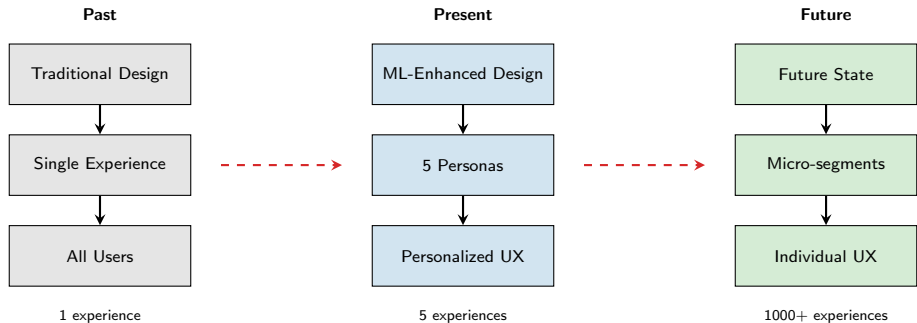 Past
Traditional Design
Single Experience
All Users
1 experience
Present
ML-Enhanced Design
5 Personas
Personalized UX
5 experiences
Future
Future State
Micro-segments
Individual UX
1000+ experiences